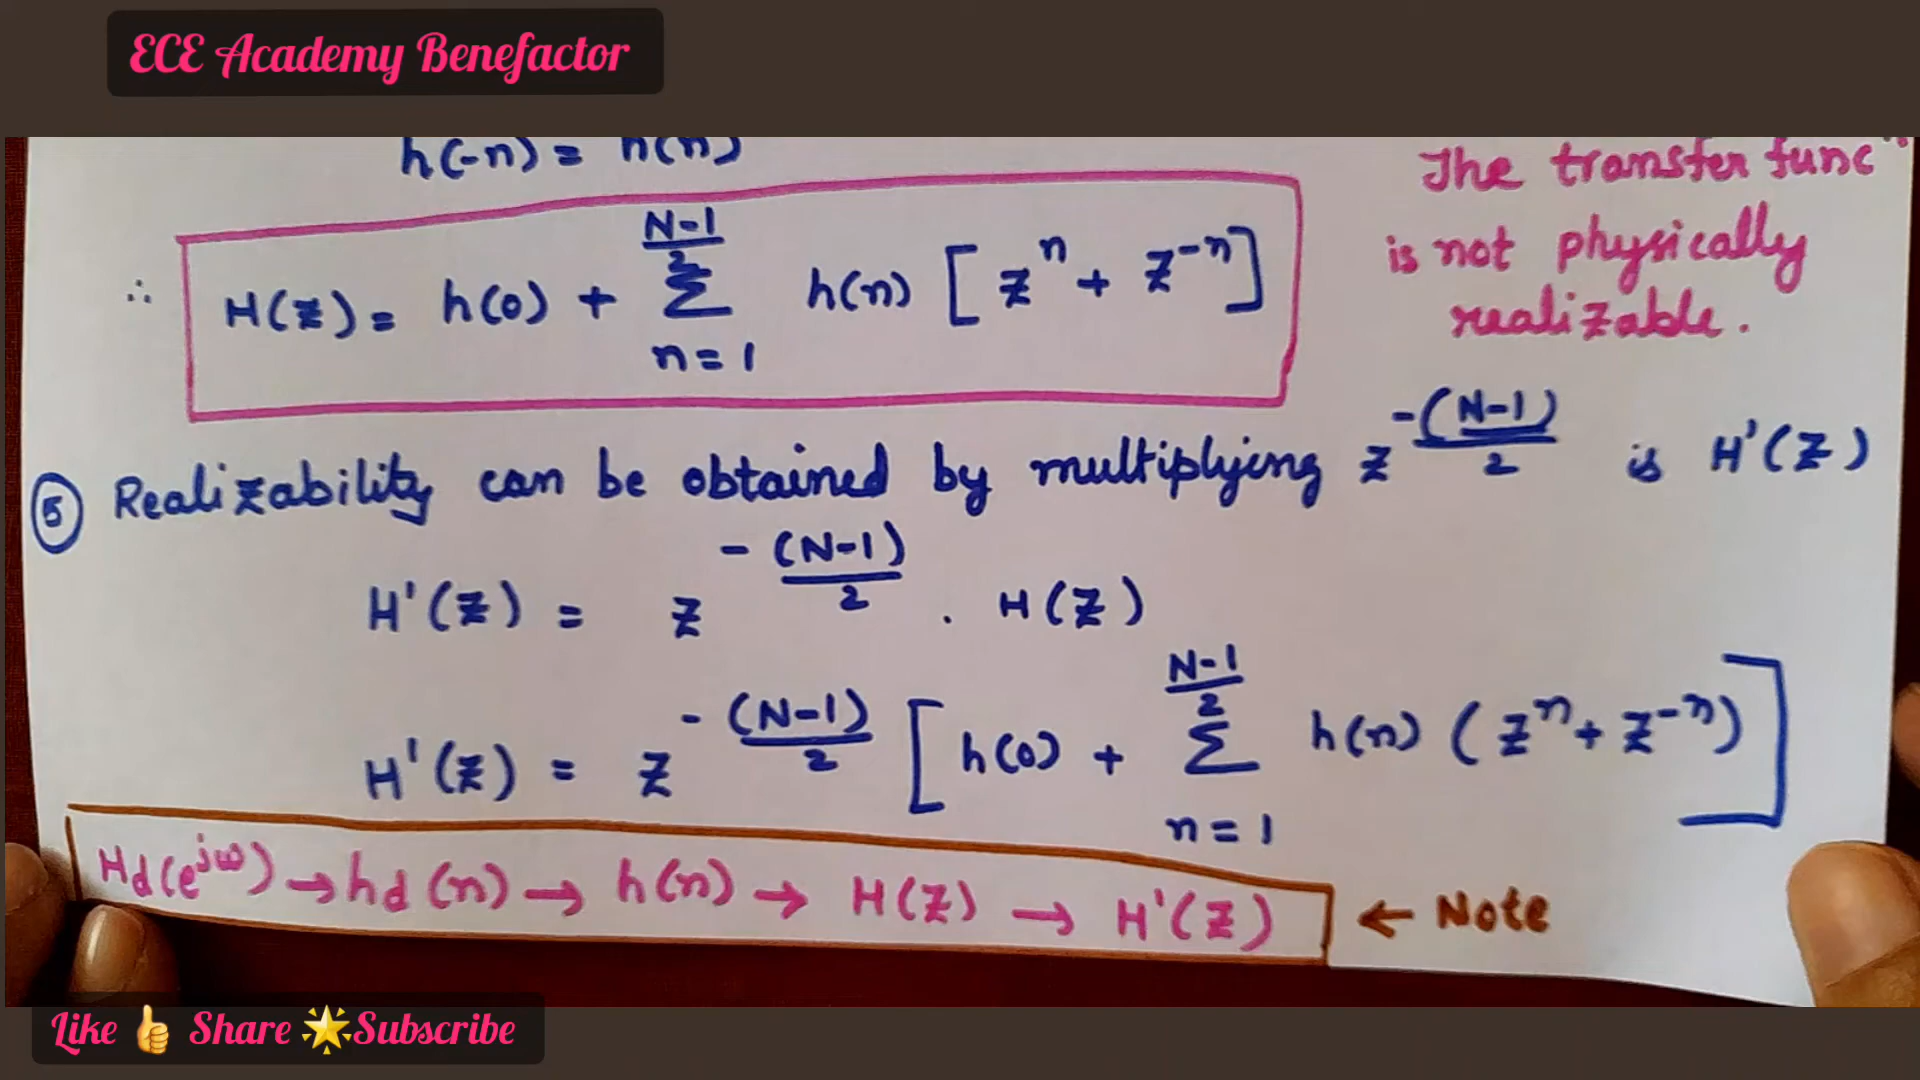 ECE Academy Benefactor
h(-n) = h(n)
The transfer func^n
is not physically
realizable.
∴ H(z) = h(0) + Σ_{n=1}^{(N-1)/2} h(n) [z^n + z^{-n}]
⑤ Realizability can be obtained by multiplying z^{-(N-1)/2} is H'(z)
H'(z) = z^{-(N-1)/2} . H(z)
H'(z) = z^{-(N-1)/2} [h(0) + Σ_{n=1}^{N-1/2} h(n) (z^n + z^{-n})]
Hd(e^{jω}) → hd(n) → h(n) → H(z) → H'(z) ← Note
Like 👍 Share 🌟Subscribe